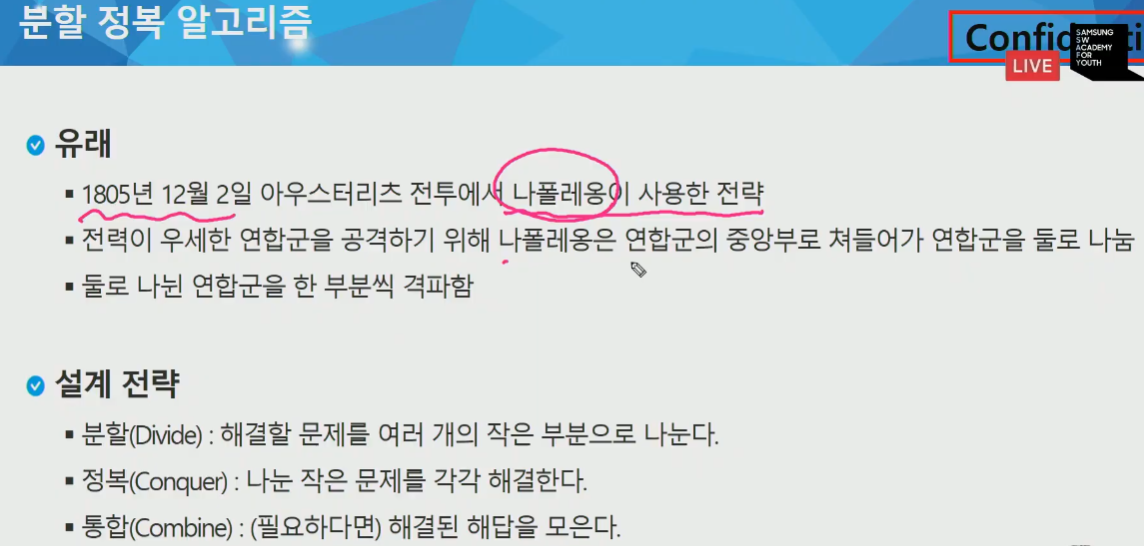 분할 정복 알고리즘
Confid
LIVE
SAMSUNG
SW
ACADEMY
FOR
YOUTH
유래
1805년 12월 2일 아우스터리츠 전투에서 나폴레옹이 사용한 전략
전력이 우세한 연합군을 공격하기 위해 나폴레옹은 연합군의 중앙부로 쳐들어가 연합군을 둘로 나눔
둘로 나뉜 연합군을 한 부분씩 격파함
설계 전략
분할(Divide) : 해결할 문제를 여러 개의 작은 부분으로 나눈다.
정복(Conquer) : 나눈 작은 문제를 각각 해결한다.
통합(Combine) : (필요하다면) 해결된 해답을 모은다.